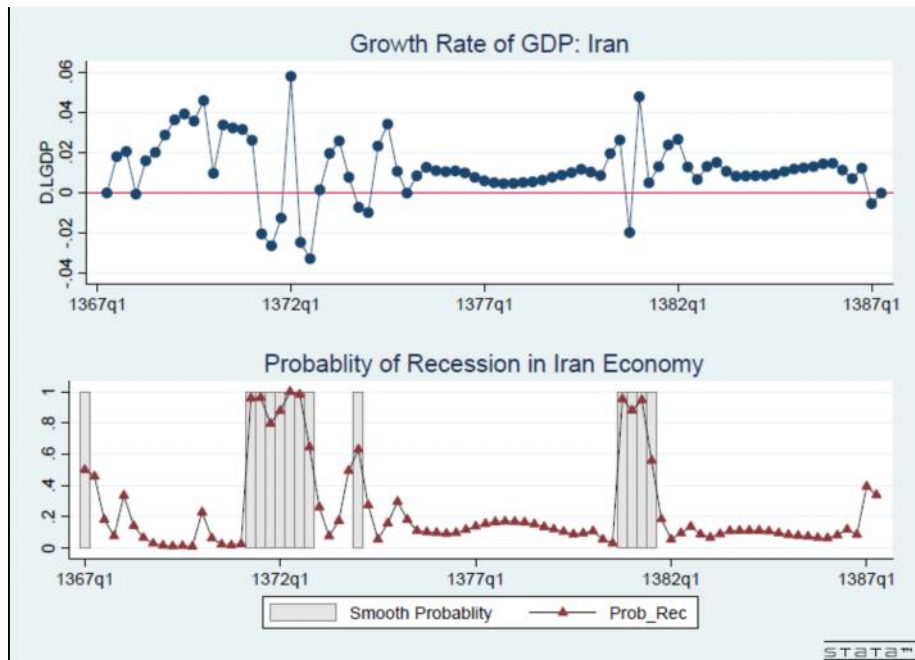 Growth Rate of GDP: Iran
D.LGDP
.06
.04
.02
0
-.02
-.04
1367q1 1372q1 1377q1 1382q1 1387q1
Probablity of Recession in Iran Economy
1
.8
.6
.4
.2
0
1367q1 1372q1 1377q1 1382q1 1387q1
Smooth Probablity Prob_Rec
STATA™